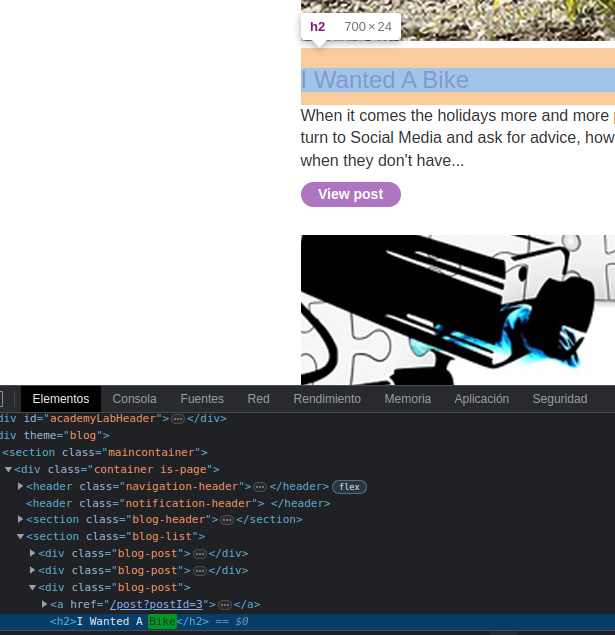 h2 700 × 24
I Wanted A Bike
When it comes the holidays more and more
turn to Social Media and ask for advice, how
when they don't have...
View post
Elementos Consola Fuentes Red Rendimiento Memoria Aplicación Seguridad
div id="academyLabHeader">⋯</div>
div theme="blog">
<section class="maincontainer">
▼<div class="container is-page">
▶<header class="navigation-header">⋯</header> flex
<header class="notification-header"> </header>
▶<section class="blog-header">⋯</section>
▼<section class="blog-list">
▶<div class="blog-post">⋯</div>
▶<div class="blog-post">⋯</div>
▼<div class="blog-post">
▶<a href="/post?postId=3">⋯</a>
<h2>I Wanted A Bike</h2> == $0